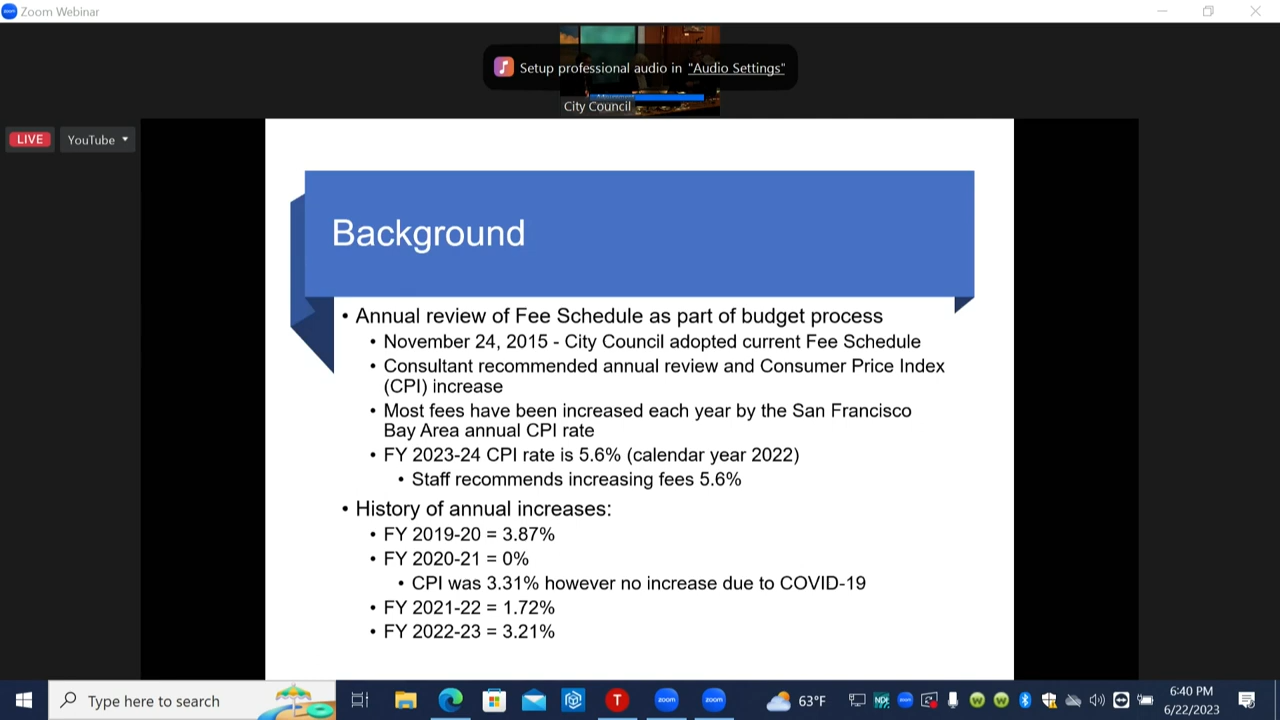 Zoom Webinar
Setup professional audio in "Audio Settings"
City Council
LIVE
YouTube
Background
• Annual review of Fee Schedule as part of budget process
• November 24, 2015 - City Council adopted current Fee Schedule
• Consultant recommended annual review and Consumer Price Index
(CPI) increase
• Most fees have been increased each year by the San Francisco
Bay Area annual CPI rate
• FY 2023-24 CPI rate is 5.6% (calendar year 2022)
• Staff recommends increasing fees 5.6%
• History of annual increases:
• FY 2019-20 = 3.87%
• FY 2020-21 = 0%
• CPI was 3.31% however no increase due to COVID-19
• FY 2021-22 = 1.72%
• FY 2022-23 = 3.21%
Type here to search
T
zoom
zoom
63°F
6:40 PM
6/22/2023